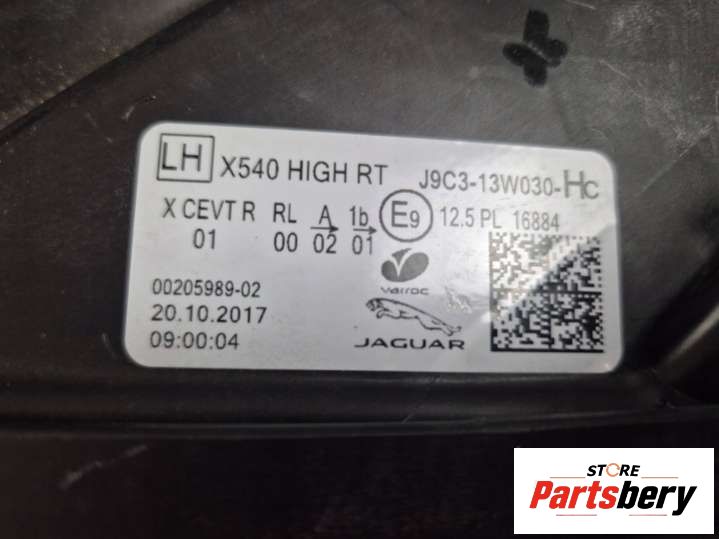 LH X540 HIGH RT J9C3-13W030-Hc
X CEVT R RL A 1b E9 12.5 PL 16884
01 00 02 01
varroc
00205989-02
20.10.2017
09:00:04
JAGUAR
STORE
Partsbery